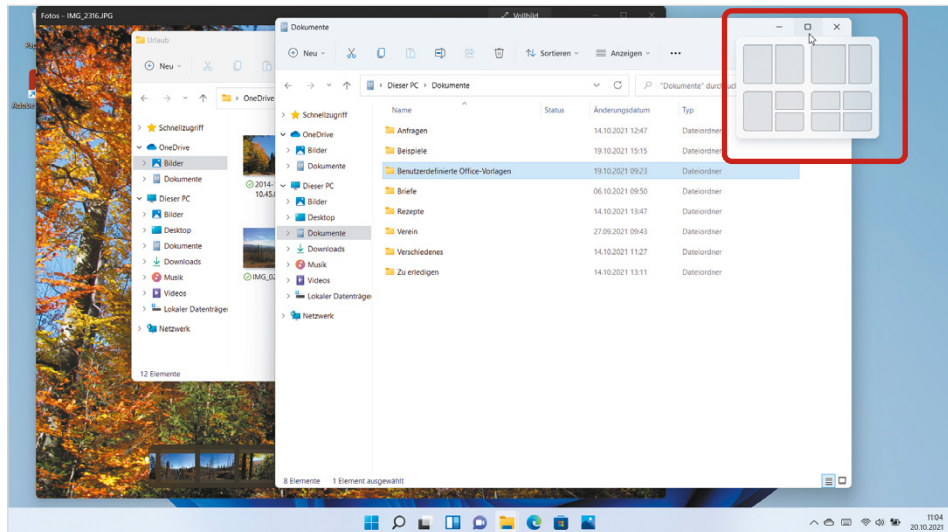 Fotos – IMG_2316.JPG
Vollbild
Urlaub
Neu
OneDrive
Schnellzugriff
OneDrive
Bilder
Dokumente
Dieser PC
Bilder
Desktop
Dokumente
Downloads
Musik
Videos
Lokaler Datenträger
Netzwerk
12 Elemente
2014-
10.45.
IMG_02
Dokumente
Neu
Sortieren
Anzeigen
Dieser PC › Dokumente
"Dokumente" durchsuch
Name Status Änderungsdatum Typ
Schnellzugriff
OneDrive
Bilder
Dokumente
Dieser PC
Bilder
Desktop
Dokumente
Downloads
Musik
Videos
Lokaler Datenträger
Netzwerk
Anfragen 14.10.2021 12:47 Dateiordner
Beispiele 19.10.2021 15:15 Dateiordner
Benutzerdefinierte Office-Vorlagen 19.10.2021 09:23 Dateiordner
Briefe 06.10.2021 09:50 Dateiordner
Rezepte 14.10.2021 13:47 Dateiordner
Verein 27.09.2021 09:43 Dateiordner
Verschiedenes 14.10.2021 11:27 Dateiordner
Zu erledigen 14.10.2021 13:11 Dateiordner
8 Elemente 1 Element ausgewählt
11:04
20.10.2021